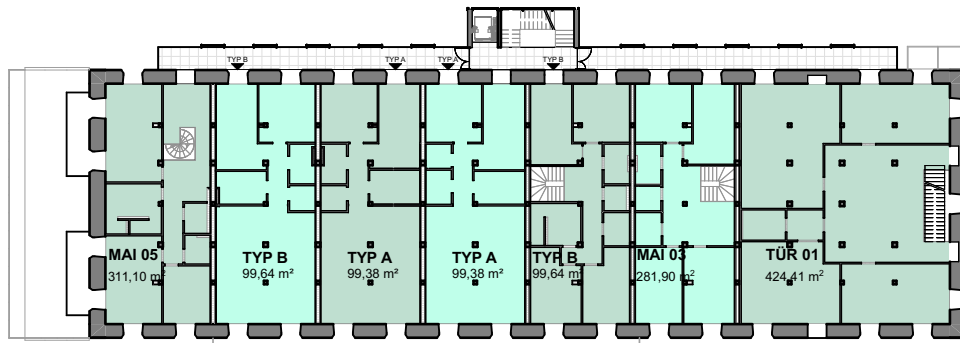 TYP B
TYP A
TYP A
TYP B
MAI 05
311,10 m²
TYP B
99,64 m²
TYP A
99,38 m²
TYP A
99,38 m²
TYP B
99,64 m²
MAI 03
281,90 m²
TÜR 01
424,41 m²